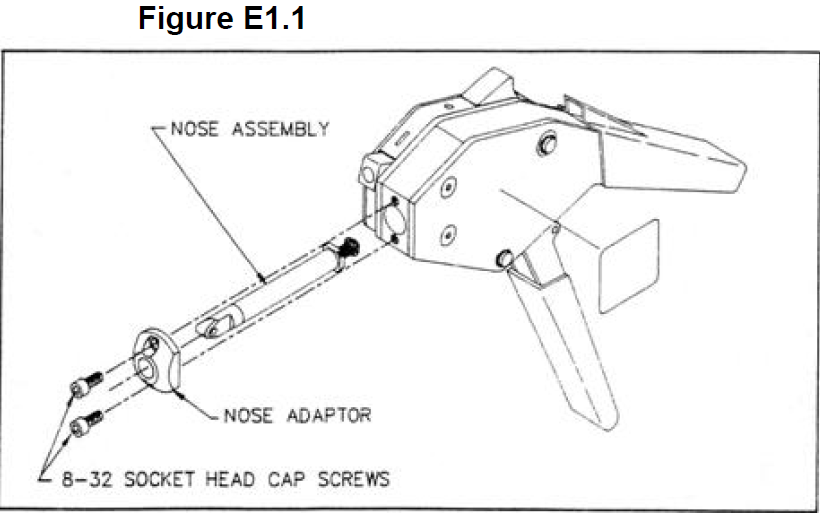 Figure E1.1
NOSE ASSEMBLY
NOSE ADAPTOR
8-32 SOCKET HEAD CAP SCREWS